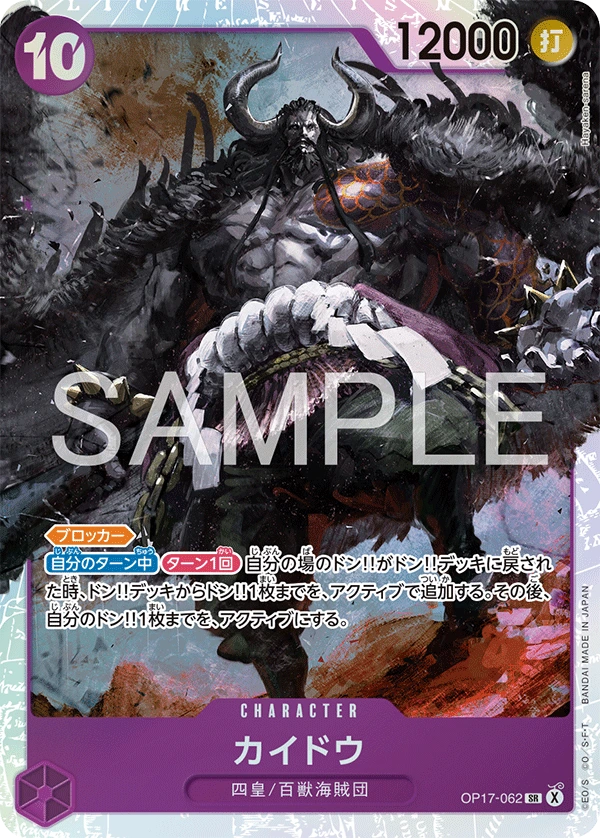 10
12000
打
Hayaken-sarena
SAMPLE
ブロッカー
自分のターン中 ターン1回 自分の場のドン!!がドン!!デッキに戻され
た時、ドン!!デッキからドン!!1枚までを、アクティブで追加する。その後、
自分のドン!!1枚までを、アクティブにする。
CHARACTER
カイドウ
四皇/百獣海賊団
OP17-062 SR X
©E.O/S ©O/S・F・T BANDAI MADE IN JAPAN